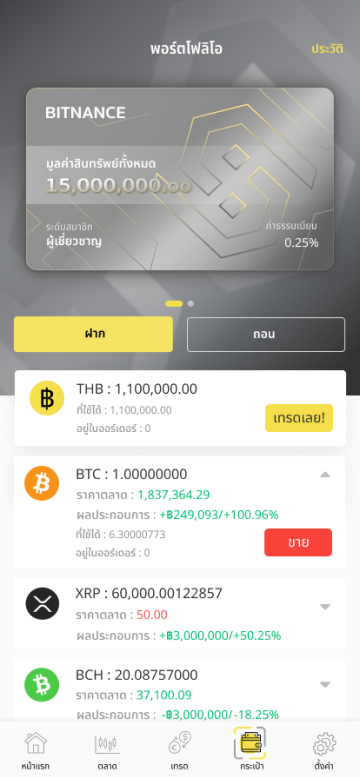 พอร์ตโฟลิโอ
ประวัติ
BITNANCE
มูลค่าสินทรัพย์ทั้งหมด
15,000,000.00
ระดับสมาชิก
ค่าธรรมเนียม
ผู้เชี่ยวชาญ
0.25%
ฝาก
ถอน
THB : 1,100,000.00
ที่ใช้ได้ : 1,100,000.00
อยู่ในออร์เดอร์ : 0
เทรดเลย!
BTC : 1.00000000
ราคาตลาด : 1,837,364.29
ผลประกอบการ : +฿249,093/+100.96%
ที่ใช้ได้ : 6.30000773
อยู่ในออร์เดอร์ : 0
ขาย
XRP : 60,000.00122857
ราคาตลาด : 50.00
ผลประกอบการ : +฿3,000,000/+50.25%
BCH : 20.08757000
ราคาตลาด : 37,100.09
ผลประกอบการ : -฿3,000,000/-18.25%
หน้าแรก
ตลาด
เทรด
กระเป๋า
ตั้งค่า